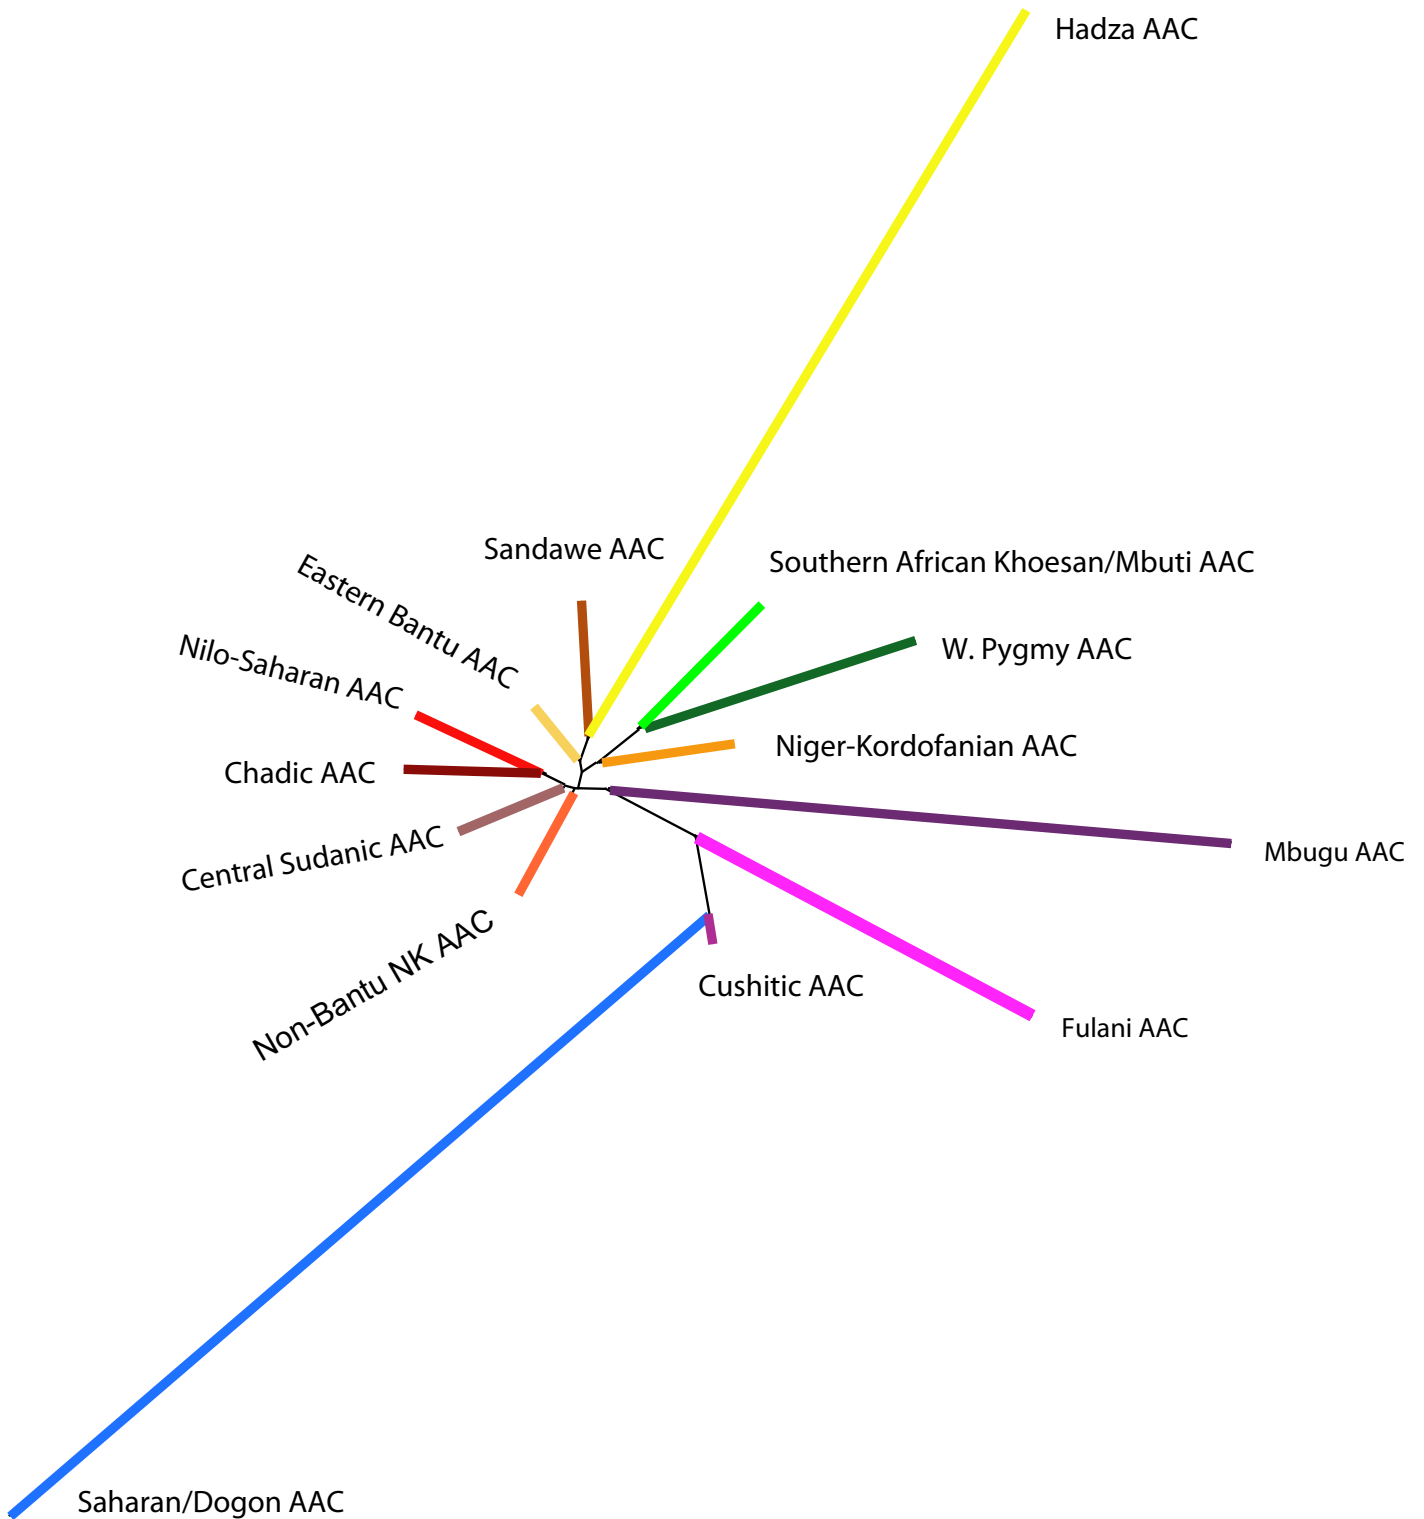 Hadza AAC
Sandawe AAC
Southern African Khoesan/Mbuti AAC
Eastern Bantu AAC
W. Pygmy AAC
Nilo-Saharan AAC
Niger-Kordofanian AAC
Chadic AAC
Mbugu AAC
Central Sudanic AAC
Non-Bantu NK AAC
Cushitic AAC
Fulani AAC
Saharan/Dogon AAC